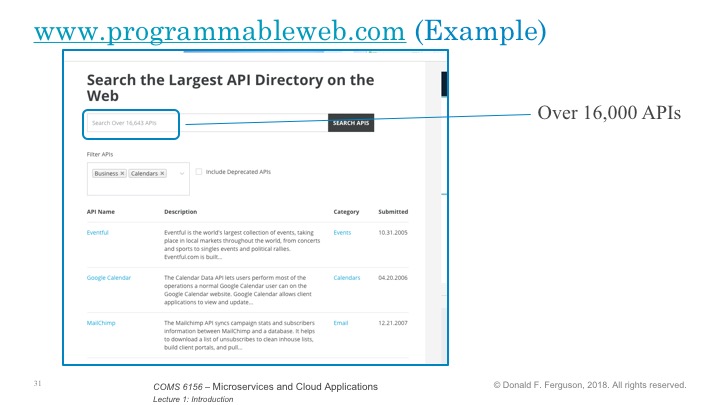 www.programmableweb.com (Example)
Search the Largest API Directory on the
Web
Search Over 16,643 APIs
SEARCH APIS
Over 16,000 APIs
Filter APIs
Business ✕ Calendars ✕
Include Deprecated APIs
API Name Description Category Submitted
Eventful Eventful is the world's largest collection of events, taking Events 10.31.2005
place in local markets throughout the world, from concerts
and sports to singles events and political rallies.
Eventful.com is built...
Google Calendar The Calendar Data API lets users perform most of the Calendars 04.20.2006
operations a normal Google Calendar user can on the
Google Calendar website. Google Calendar allows client
applications to view and update...
MailChimp The Mailchimp API syncs campaign stats and subscribers Email 12.21.2007
information between MailChimp and a database. It helps
to download a list of unsubscribes to clean inhouse lists,
build client portals, and pull...
31
COMS 6156 – Microservices and Cloud Applications
Lecture 1: Introduction
© Donald F. Ferguson, 2018. All rights reserved.